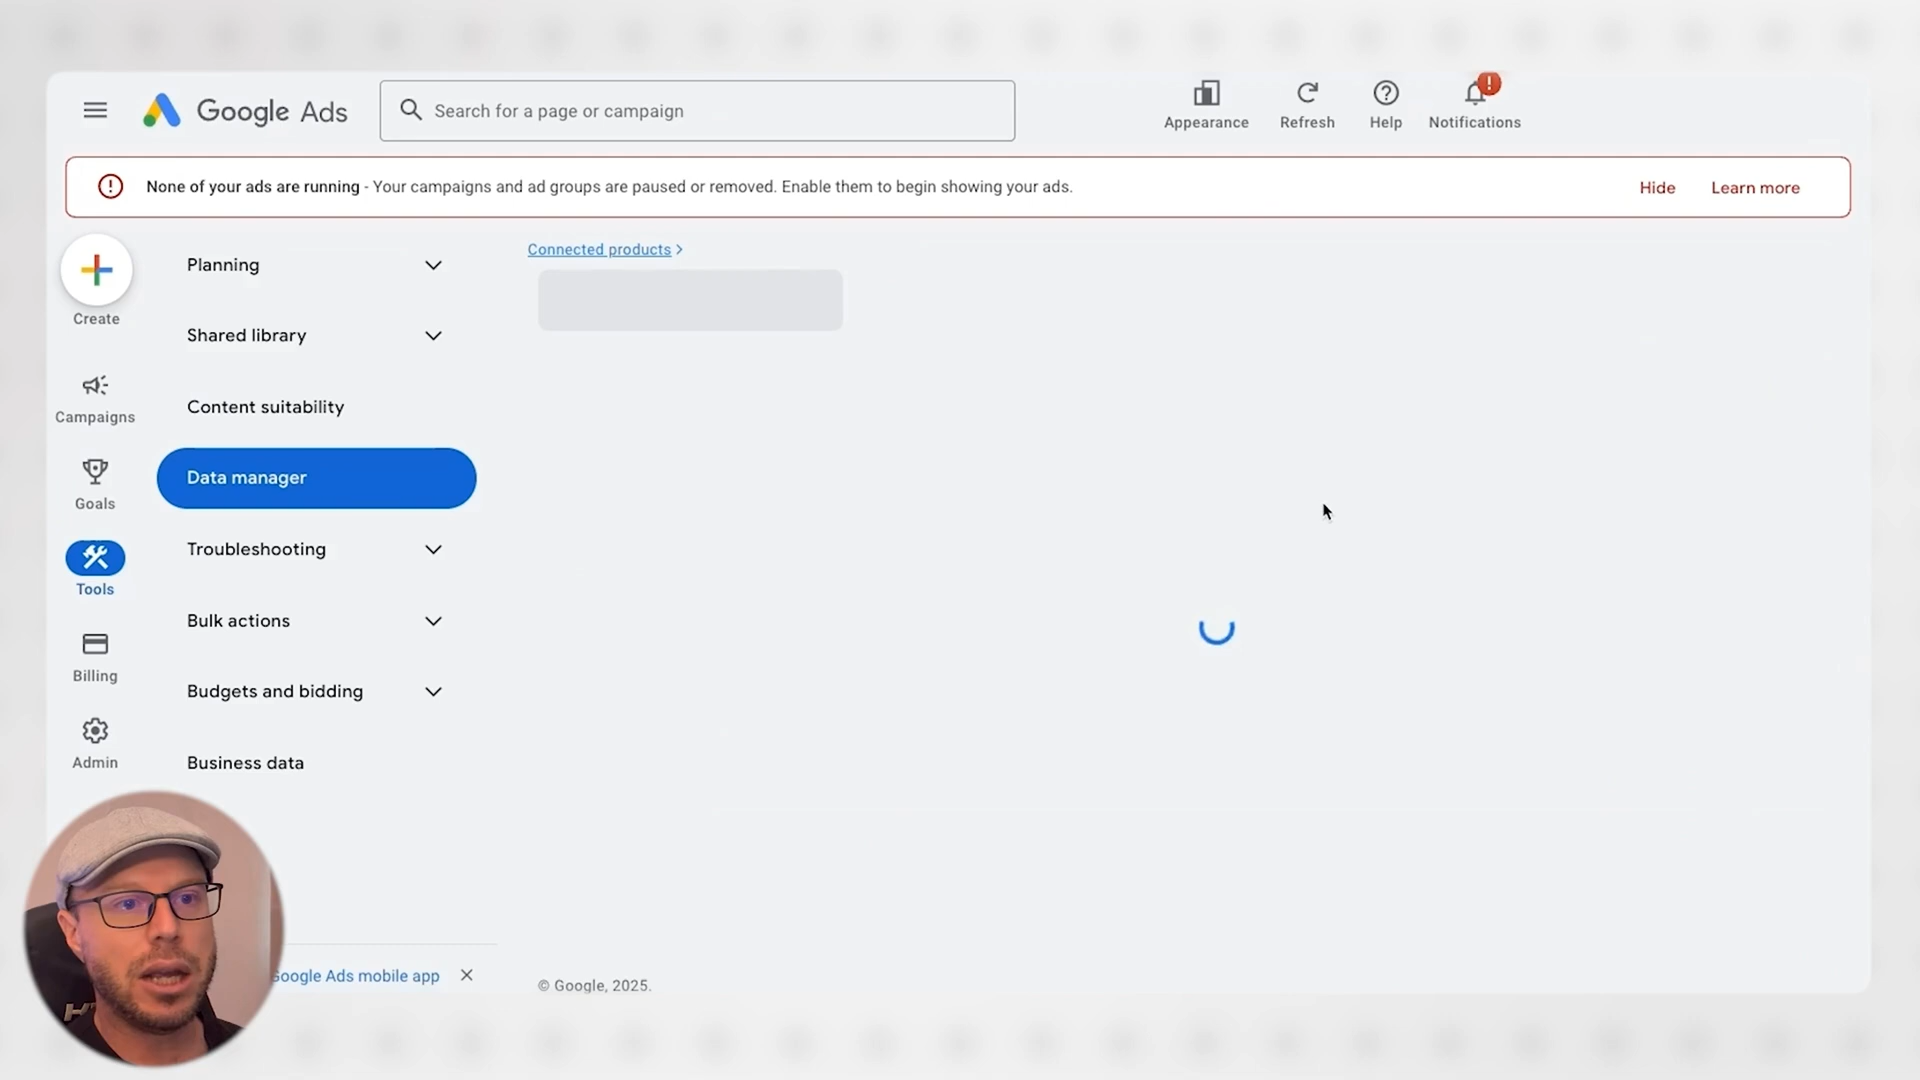 Google Ads
Search for a page or campaign
Appearance
Refresh
Help
!
Notifications
None of your ads are running - Your campaigns and ad groups are paused or removed. Enable them to begin showing your ads.
Hide
Learn more
Create
Campaigns
Goals
Tools
Billing
Admin
Planning
Shared library
Content suitability
Data manager
Troubleshooting
Bulk actions
Budgets and bidding
Business data
Connected products >
Google Ads mobile app
© Google, 2025.